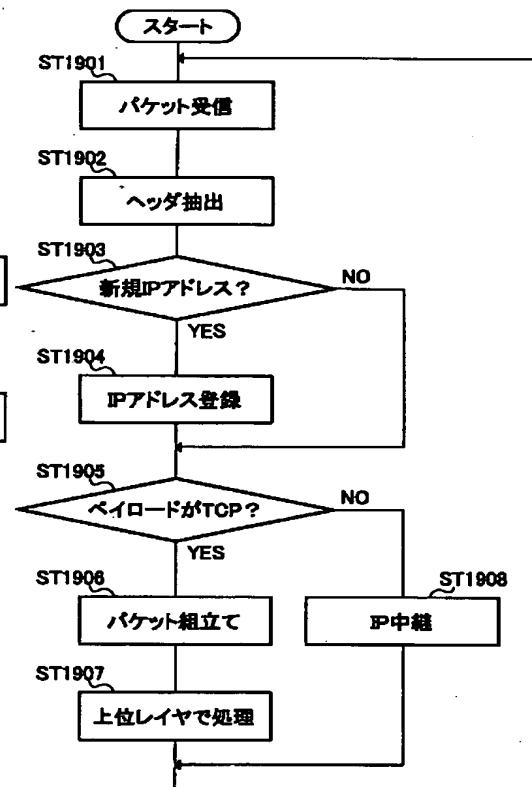 スタート
ST1901
パケット受信
ST1902
ヘッダ抽出
ST1903
新規IPアドレス?
NO
YES
ST1904
IPアドレス登録
ST1905
ペイロードがTCP?
NO
YES
ST1906
パケット組立て
ST1908
IP中継
ST1907
上位レイヤで処理